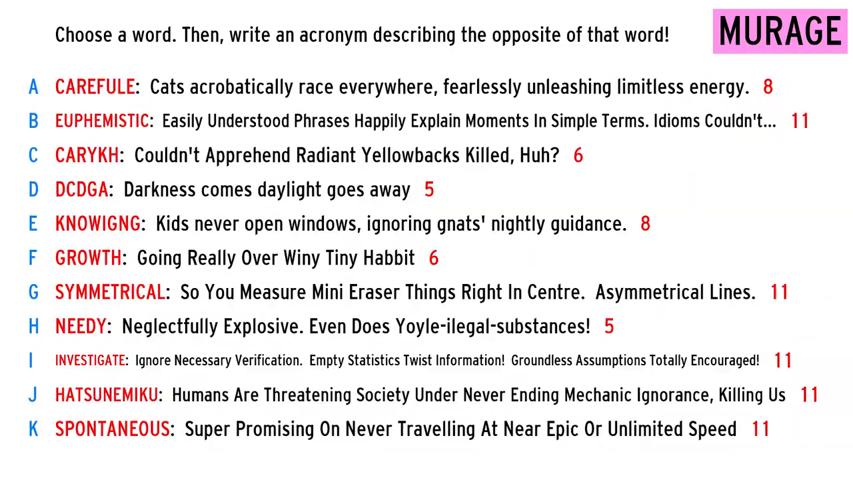 Choose a word. Then, write an acronym describing the opposite of that word! MURAGE
A CAREFULE: Cats acrobatically race everywhere, fearlessly unleashing limitless energy. 8
B EUPHEMISTIC: Easily Understood Phrases Happily Explain Moments In Simple Terms. Idioms Couldn't... 11
C CARYKH: Couldn't Apprehend Radiant Yellowbacks Killed, Huh? 6
D DCDGA: Darkness comes daylight goes away 5
E KNOWIGNG: Kids never open windows, ignoring gnats' nightly guidance. 8
F GROWTH: Going Really Over Winy Tiny Habbit 6
G SYMMETRICAL: So You Measure Mini Eraser Things Right In Centre. Asymmetrical Lines. 11
H NEEDY: Neglectfully Explosive. Even Does Yoyle-ilegal-substances! 5
I INVESTIGATE: Ignore Necessary Verification. Empty Statistics Twist Information! Groundless Assumptions Totally Encouraged! 11
J HATSUNEMIKU: Humans Are Threatening Society Under Never Ending Mechanic Ignorance, Killing Us 11
K SPONTANEOUS: Super Promising On Never Travelling At Near Epic Or Unlimited Speed 11